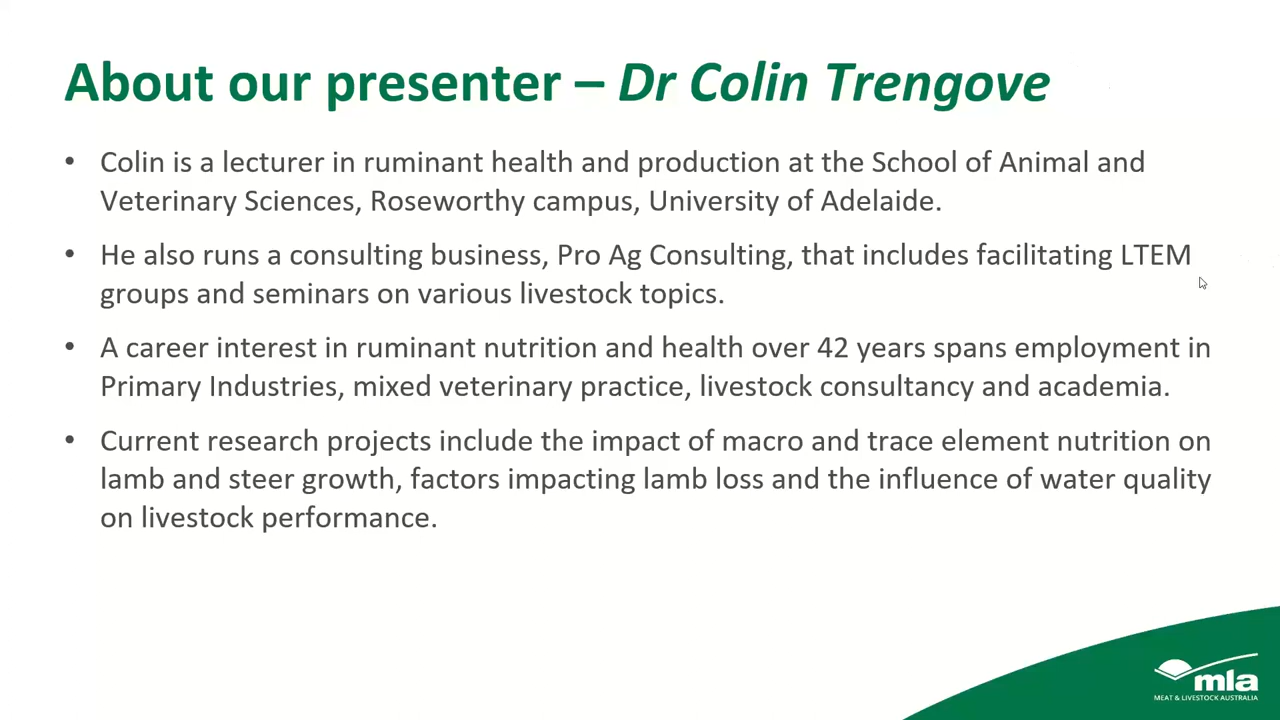 About our presenter – Dr Colin Trengove
• Colin is a lecturer in ruminant health and production at the School of Animal and
Veterinary Sciences, Roseworthy campus, University of Adelaide.
• He also runs a consulting business, Pro Ag Consulting, that includes facilitating LTEM
groups and seminars on various livestock topics.
• A career interest in ruminant nutrition and health over 42 years spans employment in
Primary Industries, mixed veterinary practice, livestock consultancy and academia.
• Current research projects include the impact of macro and trace element nutrition on
lamb and steer growth, factors impacting lamb loss and the influence of water quality
on livestock performance.
mla
MEAT & LIVESTOCK AUSTRALIA